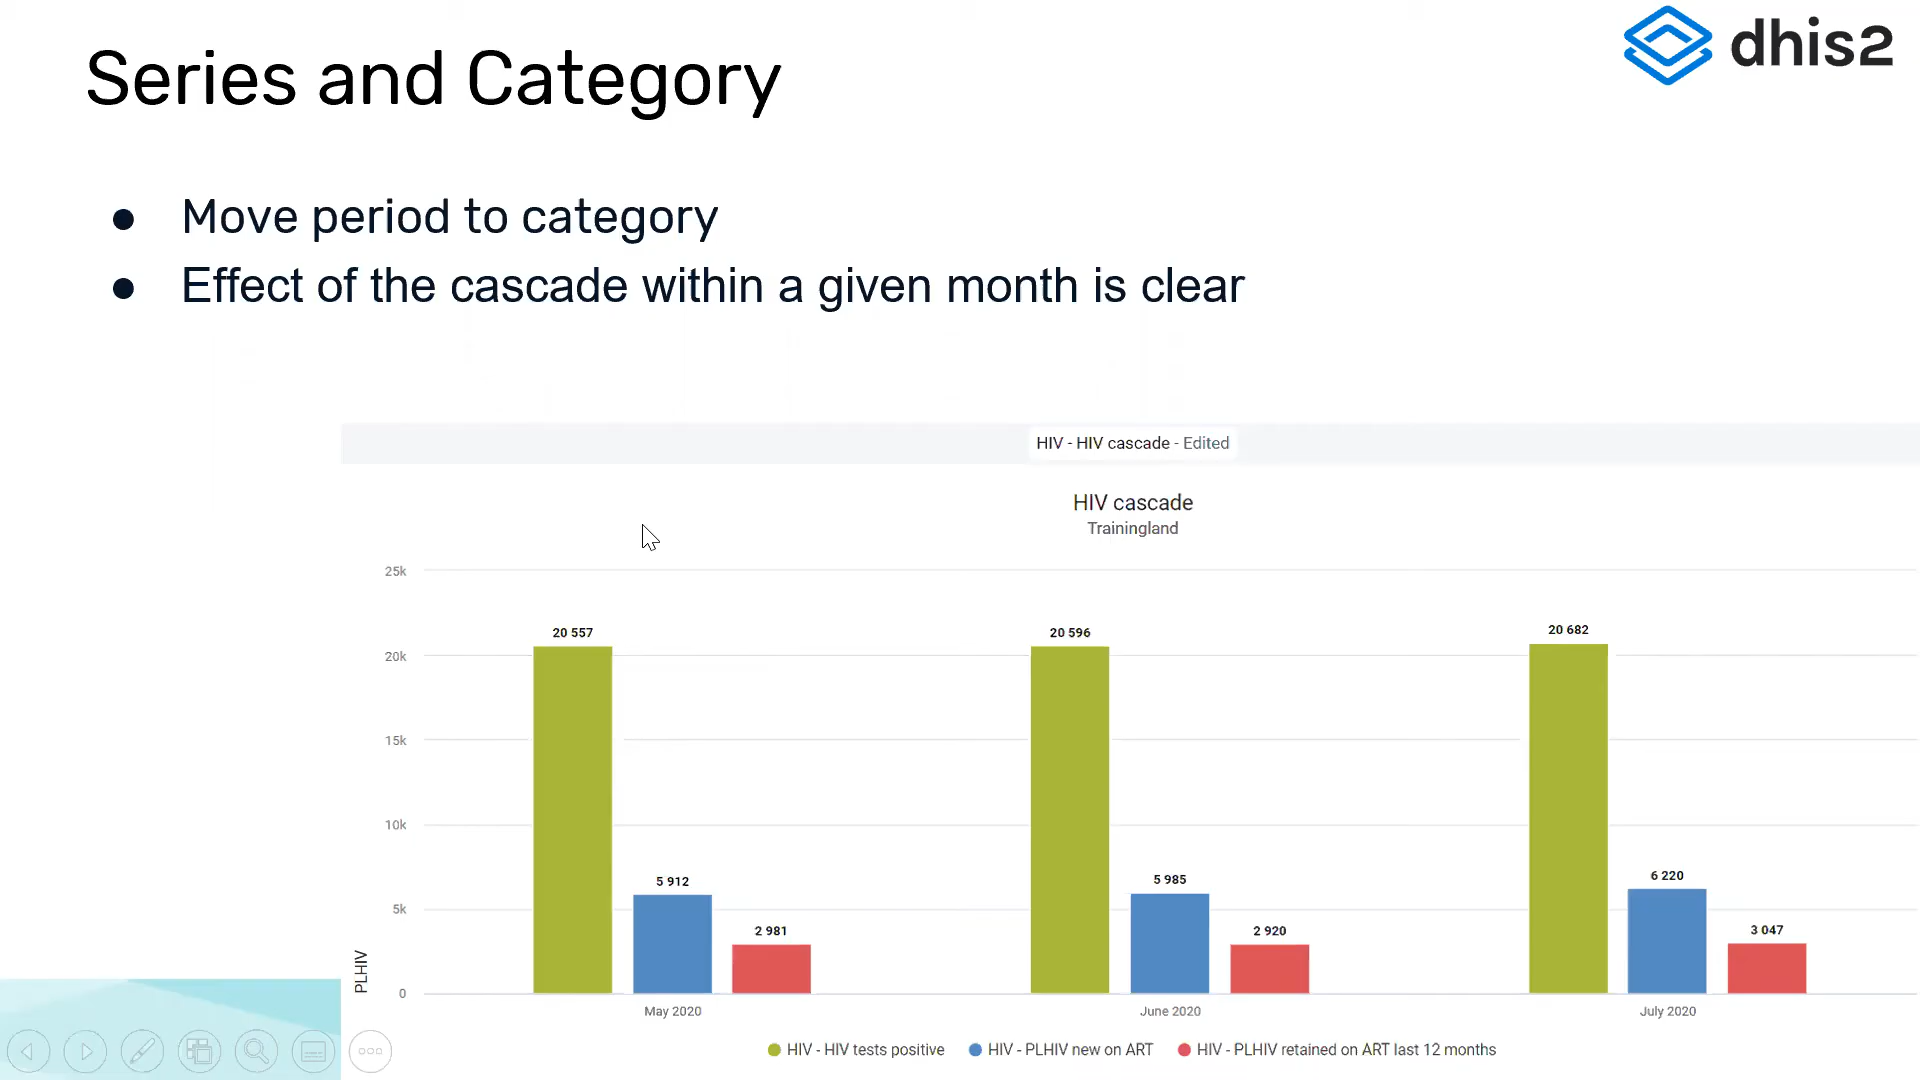 dhis2
Series and Category
● Move period to category
● Effect of the cascade within a given month is clear
HIV - HIV cascade - Edited
HIV cascade
Trainingland
25k
20k
15k
10k
5k
0
PLHIV
20 557
5 912
2 981
20 596
5 985
2 920
20 682
6 220
3 047
May 2020
June 2020
July 2020
HIV - HIV tests positive
HIV - PLHIV new on ART
HIV - PLHIV retained on ART last 12 months